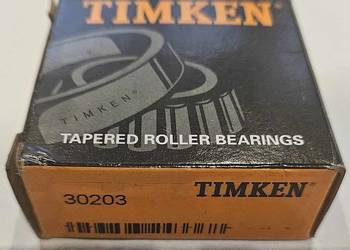 TIMKEN
TIMKEN®
TAPERED ROLLER BEARINGS
30203
TIMKEN®